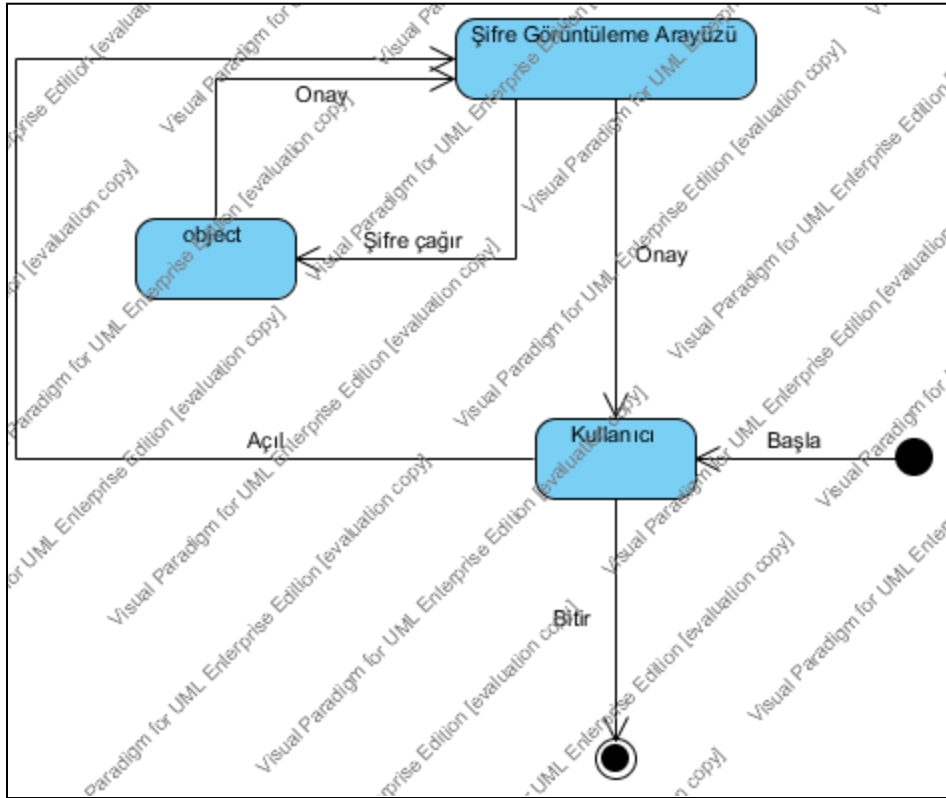 Şifre Görüntüleme Arayüzü
Onay
object
Şifre çağır
Onay
Kullanıcı
Açıl
Başla
Bitir
Visual Paradigm for UML Enterprise Edition [evaluation copy]